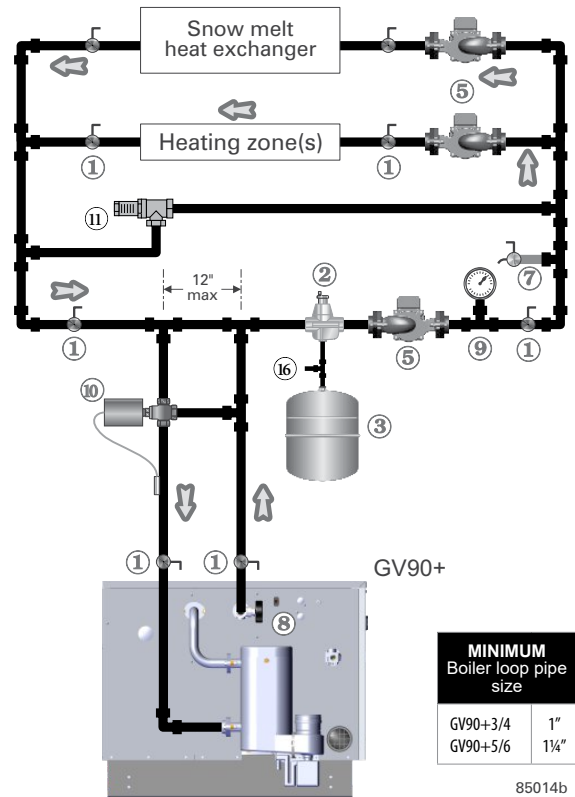 Snow melt
heat exchanger
5
Heating zone(s)
1
1
11
12"
max
2
7
1
5
9
1
16
10
3
1
1
GV90+
8
MINIMUM
Boiler loop pipe
size
GV90+3/4 1"
GV90+5/6 1¼"
85014b